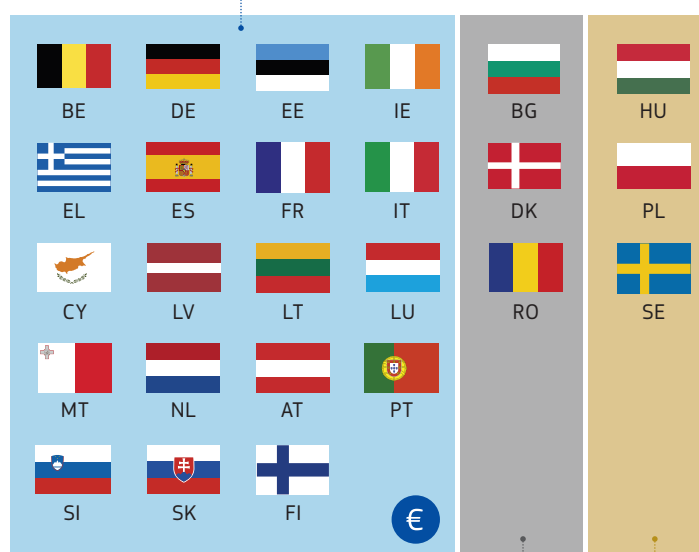 BE DE EE IE BG HU
EL ES FR IT DK PL
CY LV LT LU RO SE
MT NL AT PT
SI SK FI €